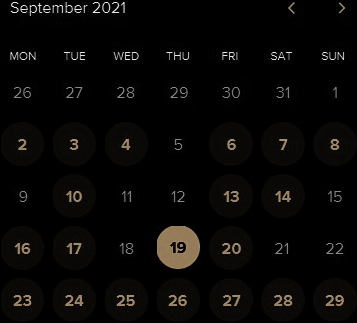 September 2021
MON TUE WED THU FRI SAT SUN
26 27 28 29 30 31 1
2 3 4 5 6 7 8
9 10 11 12 13 14 15
16 17 18 19 20 21 22
23 24 25 26 27 28 29